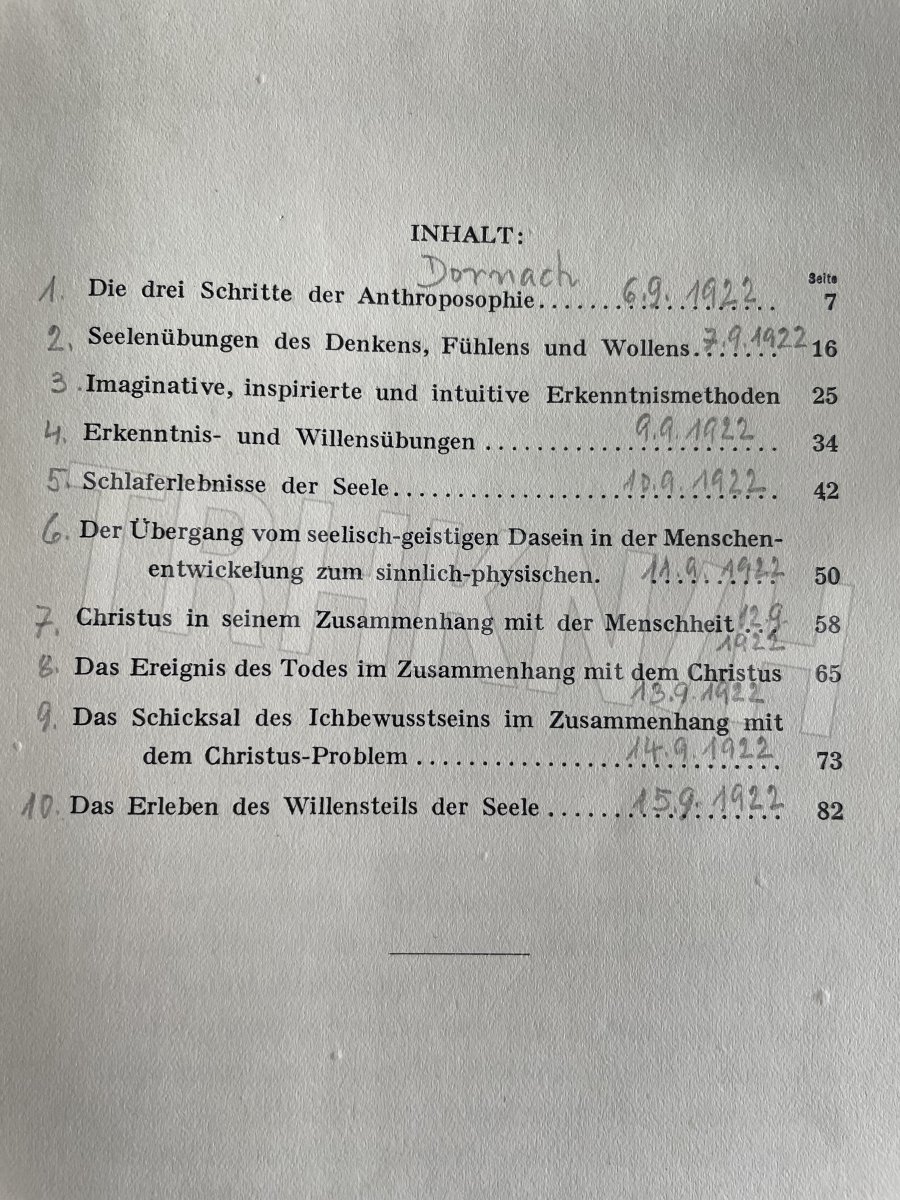 INHALT:
Dornach
Seite
1. Die drei Schritte der Anthroposophie.......6.9.1922.. 7
2. Seelenübungen des Denkens, Fühlens und Wollens.......7.9.1922 16
3. Imaginative, inspirierte und intuitive Erkenntnismethoden 25
4. Erkenntnis- und Willensübungen ..........9.9.1922.. 34
5. Schlaferlebnisse der Seele..........10.9.1922.. 42
6. Der Übergang vom seelisch-geistigen Dasein in der Menschen-
entwickelung zum sinnlich-physischen. 11.9.1922 50
7. Christus in seinem Zusammenhang mit der Menschheit... 12.9. 58
1922
8. Das Ereignis des Todes im Zusammenhang mit dem Christus 65
13.9.1922
9. Das Schicksal des Ichbewusstseins im Zusammenhang mit
dem Christus-Problem ..........14.9.1922.. 73
10. Das Erleben des Willensteils der Seele ......15.9.1922.. 82
TRHKNAH